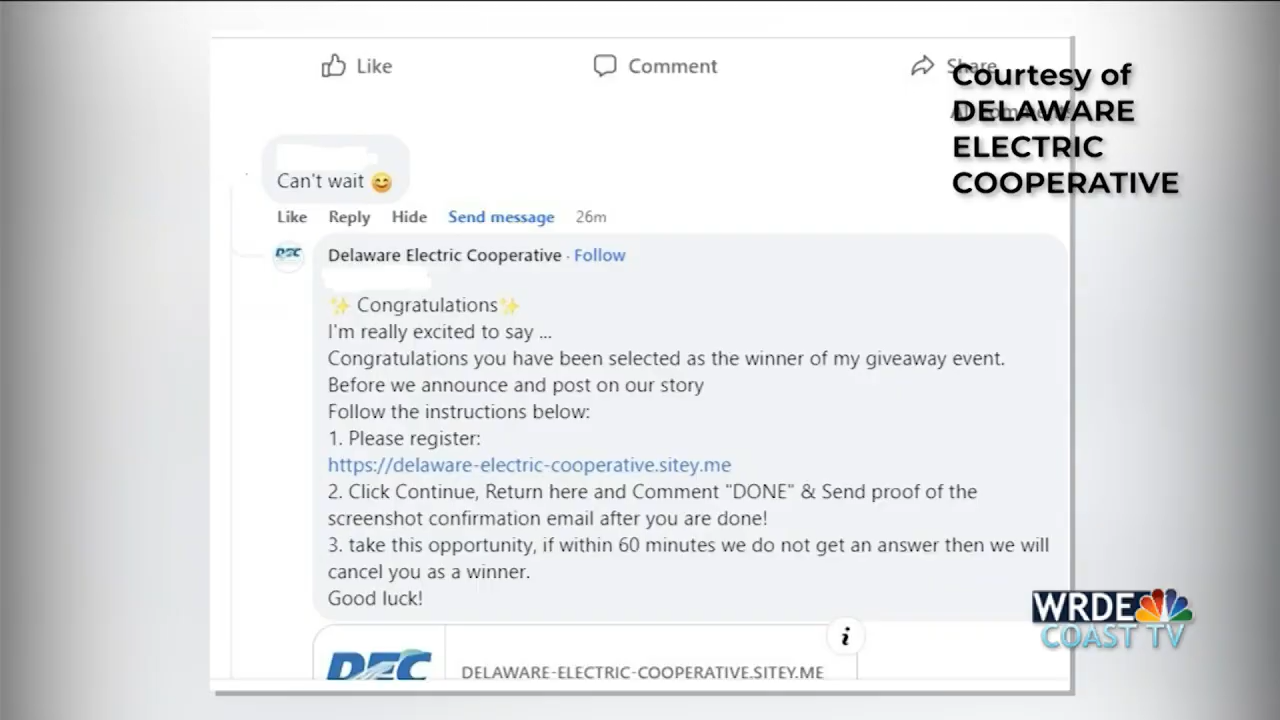 Like
Comment
Share
Courtesy of
DELAWARE
ELECTRIC
COOPERATIVE
Can't wait 😊
Like Reply Hide Send message 26m
DEC
Delaware Electric Cooperative · Follow
✨ Congratulations✨
I'm really excited to say ...
Congratulations you have been selected as the winner of my giveaway event.
Before we announce and post on our story
Follow the instructions below:
1. Please register:
https://delaware-electric-cooperative.sitey.me
2. Click Continue, Return here and Comment "DONE" & Send proof of the
screenshot confirmation email after you are done!
3. take this opportunity, if within 60 minutes we do not get an answer then we will
cancel you as a winner.
Good luck!
i
DEC
DELAWARE-ELECTRIC-COOPERATIVE.SITEY.ME
WRDE
COAST TV